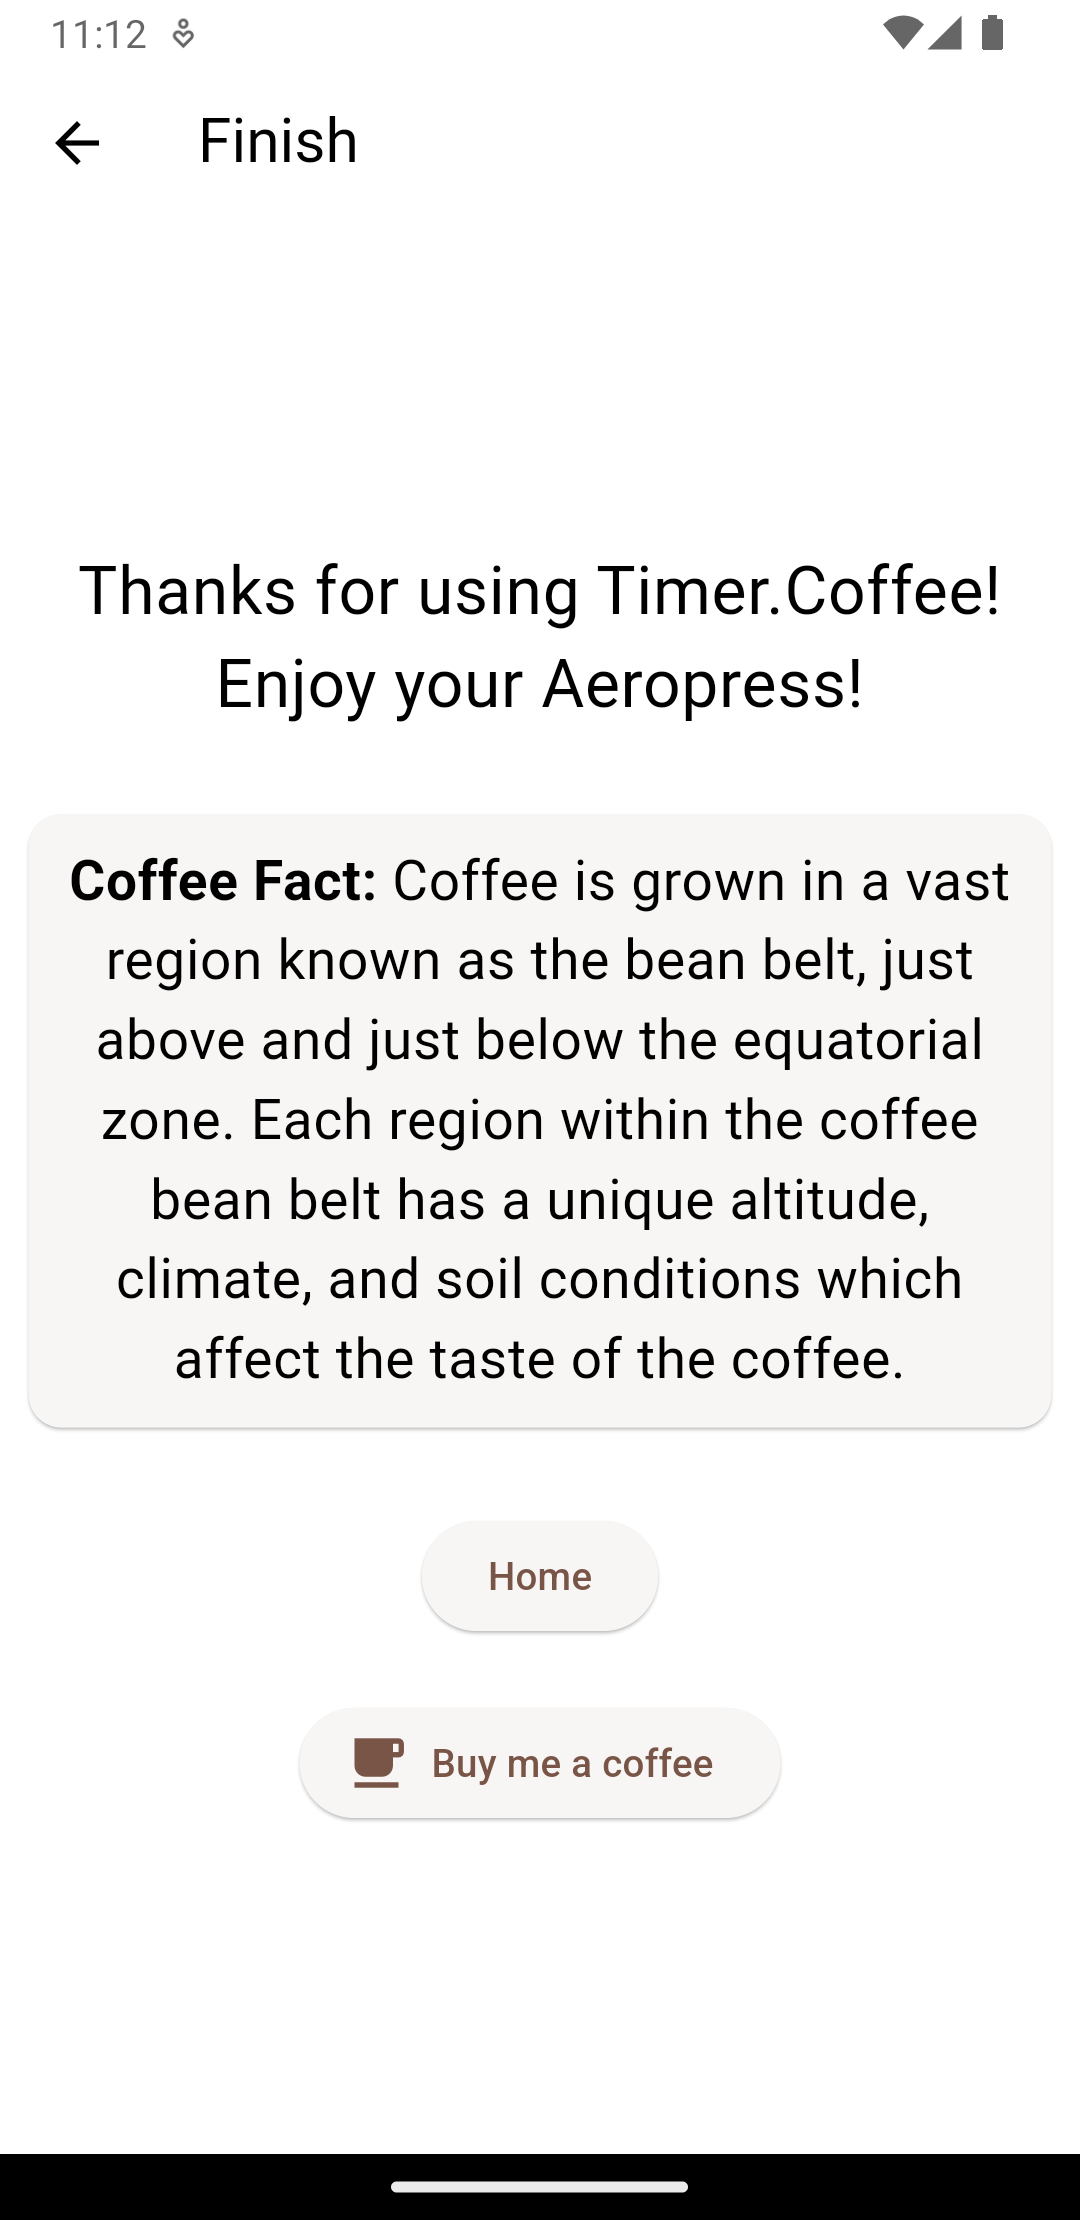 11:12
Finish
Thanks for using Timer.Coffee!
Enjoy your Aeropress!
Coffee Fact: Coffee is grown in a vast
region known as the bean belt, just
above and just below the equatorial
zone. Each region within the coffee
bean belt has a unique altitude,
climate, and soil conditions which
affect the taste of the coffee.
Home
Buy me a coffee